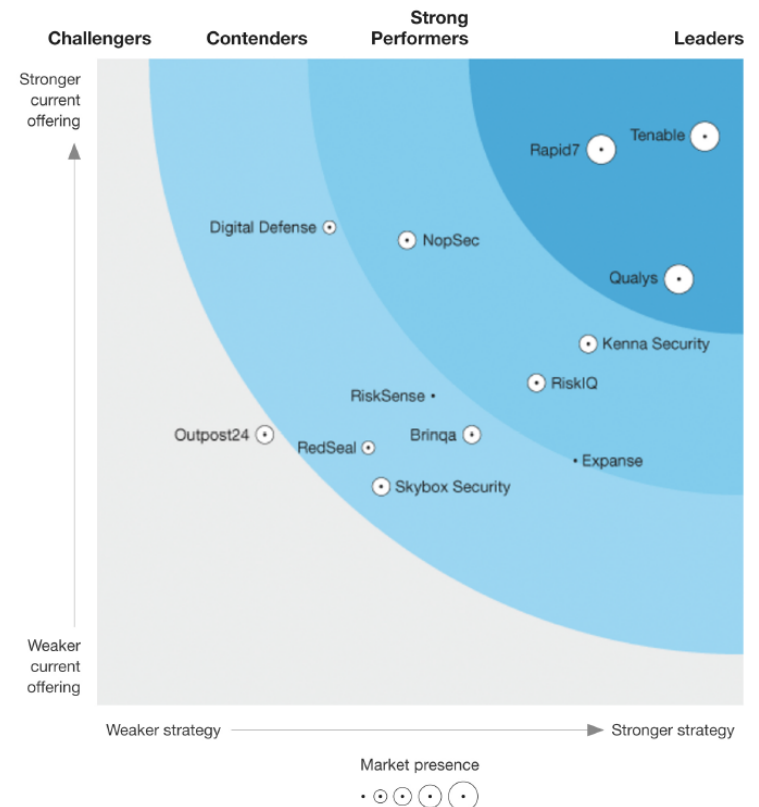 Challengers
Contenders
Strong
Performers
Leaders
Stronger
current
offering
Tenable
Rapid7
Digital Defense
NopSec
Qualys
Kenna Security
RiskIQ
RiskSense
Outpost24
Brinqa
RedSeal
Expanse
Skybox Security
Weaker
current
offering
Weaker strategy
Stronger strategy
Market presence